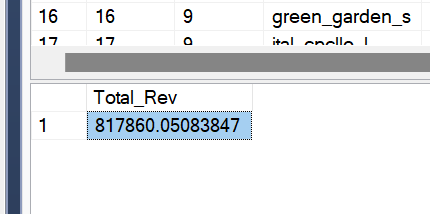 16 16 9 green_garden_s
17 17 9
Total_Rev
1 817860.05083847